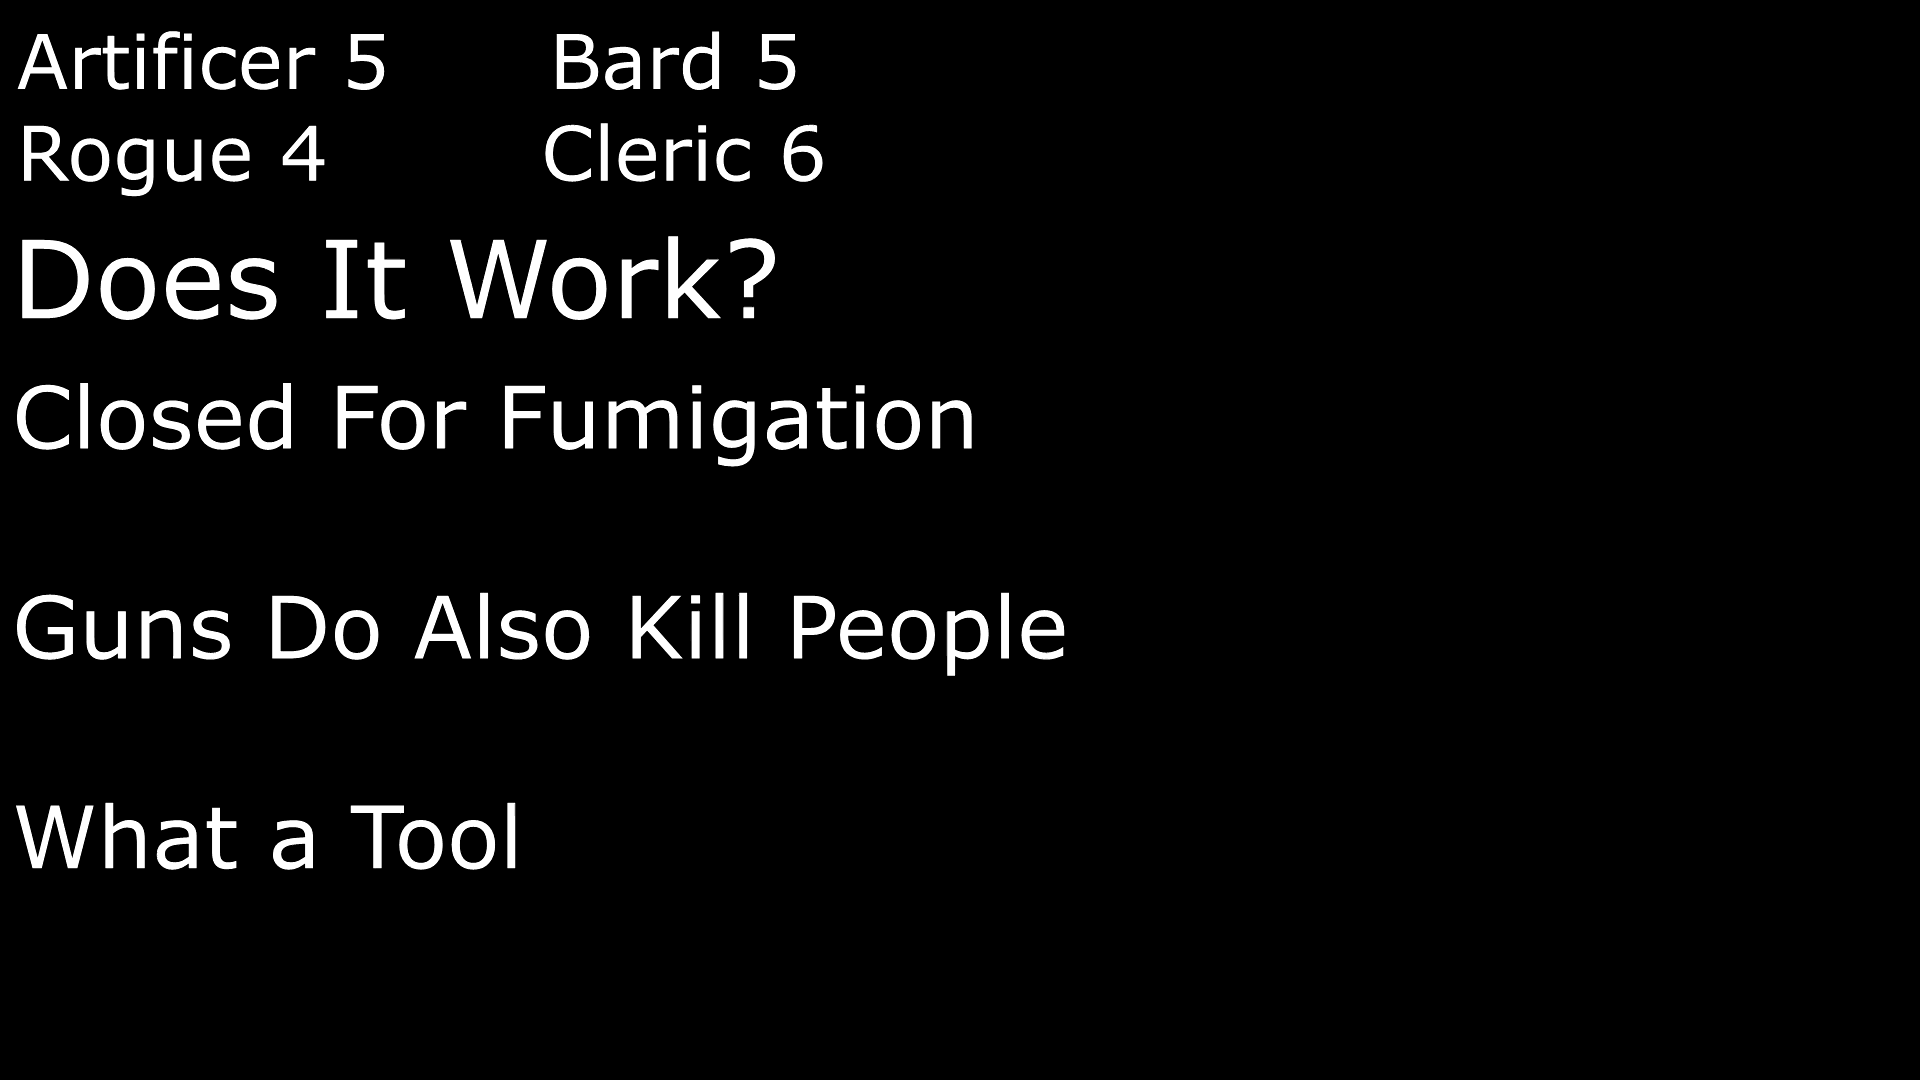 Artificer 5 Bard 5
Rogue 4 Cleric 6
Does It Work?
Closed For Fumigation
Guns Do Also Kill People
What a Tool